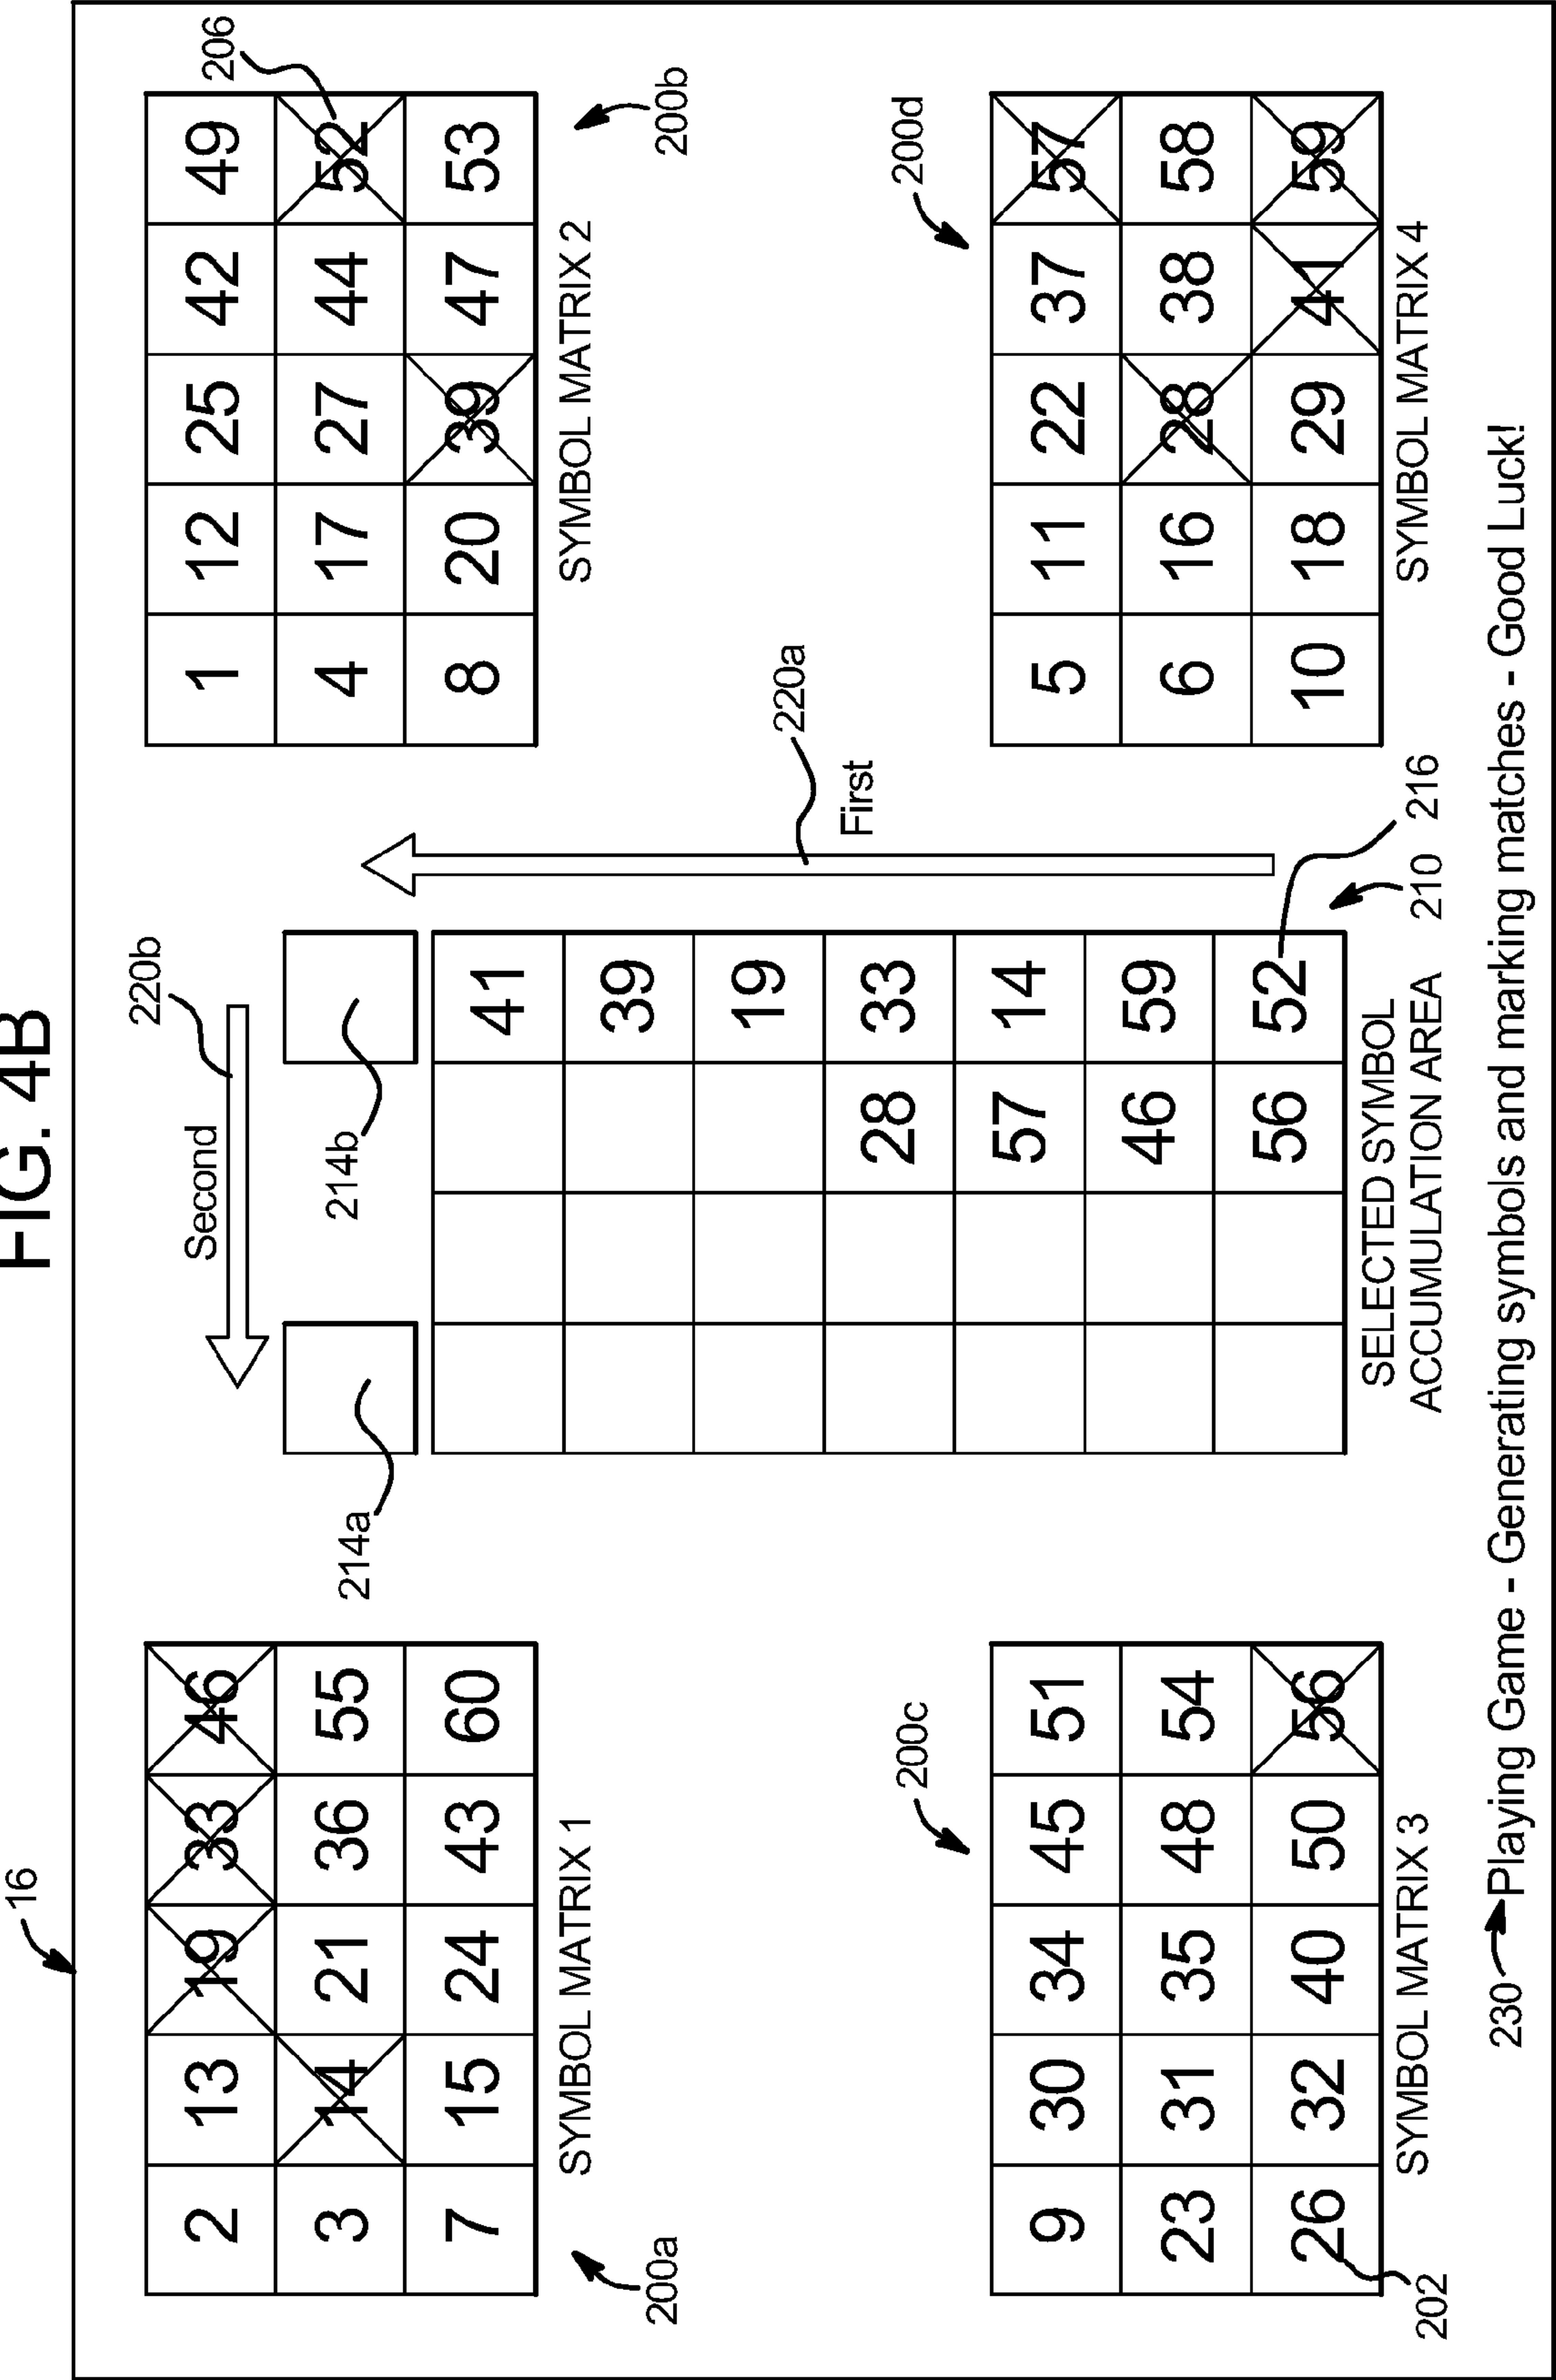 FIG. 4B
16
2 13 19 33 46
3 14 21 36 55
7 15 24 43 60
SYMBOL MATRIX 1
200a
Second
220b
214a
214b
41
39
19
28 33
57 14
46 59
56 52
SELECTED SYMBOL
ACCUMULATION AREA
210
216
First
220a
206
1 12 25 42 49
4 17 27 44 52
8 20 39 47 53
SYMBOL MATRIX 2
200b
200c
9 30 34 45 51
23 31 35 48 54
26 32 40 50 56
SYMBOL MATRIX 3
202
200d
5 11 22 37 57
6 16 28 38 58
10 18 29 41 59
SYMBOL MATRIX 4
230 Playing Game - Generating symbols and marking matches - Good Luck!